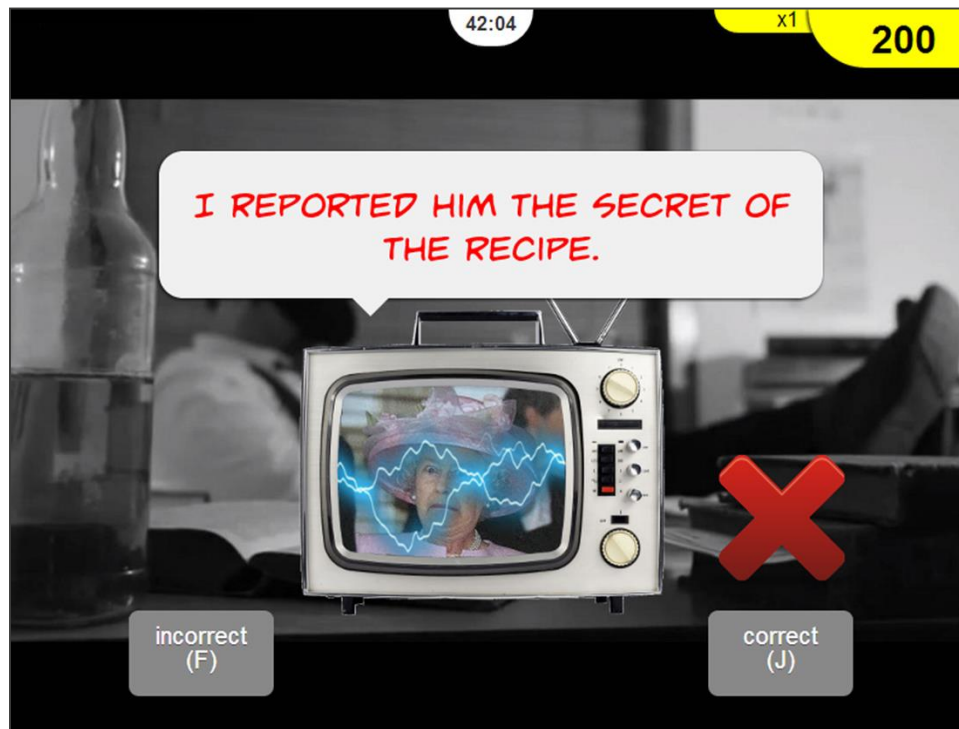 42:04
x1
200
I REPORTED HIM THE SECRET OF
THE RECIPE.
incorrect
(F)
correct
(J)